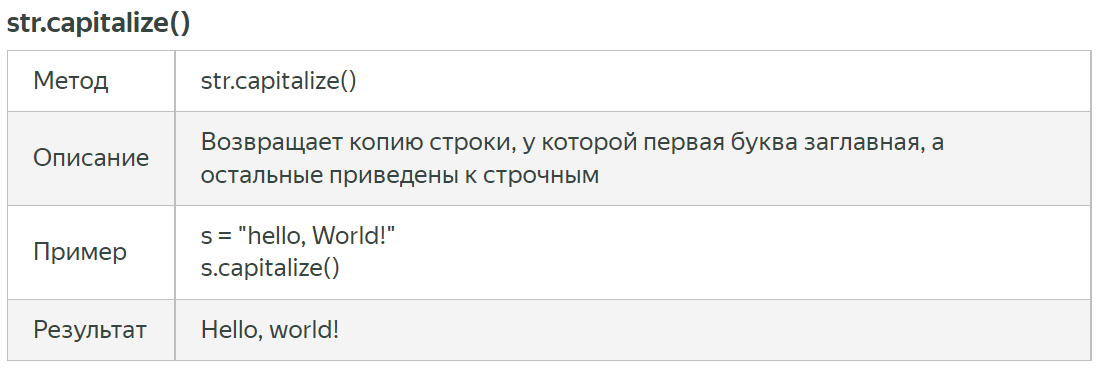 str.capitalize()
Метод
str.capitalize()
Описание
Возвращает копию строки, у которой первая буква заглавная, а
остальные приведены к строчным
Пример
s = "hello, World!"
s.capitalize()
Результат
Hello, world!